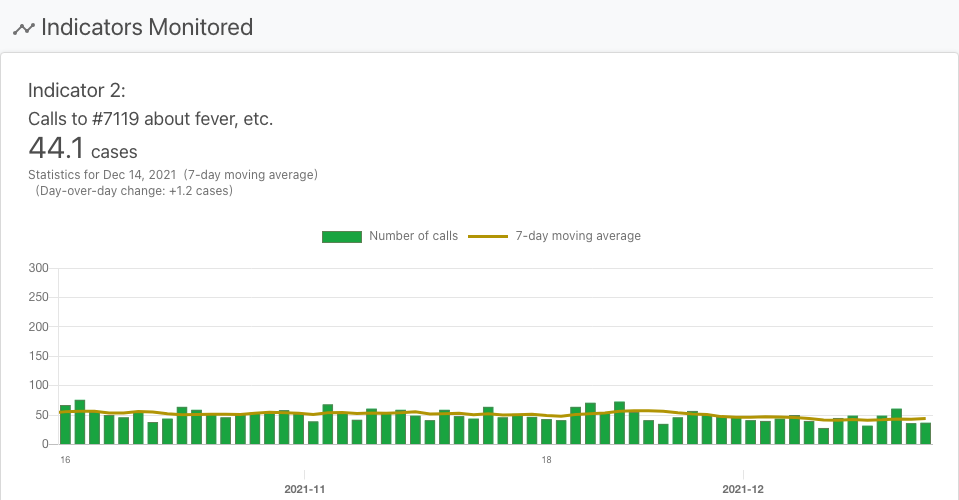 Indicators Monitored
Indicator 2:
Calls to #7119 about fever, etc.
44.1 cases
Statistics for Dec 14, 2021 (7-day moving average)
(Day-over-day change: +1.2 cases)
Number of calls 7-day moving average
300
250
200
150
100
50
0
16 18
2021-11 2021-12